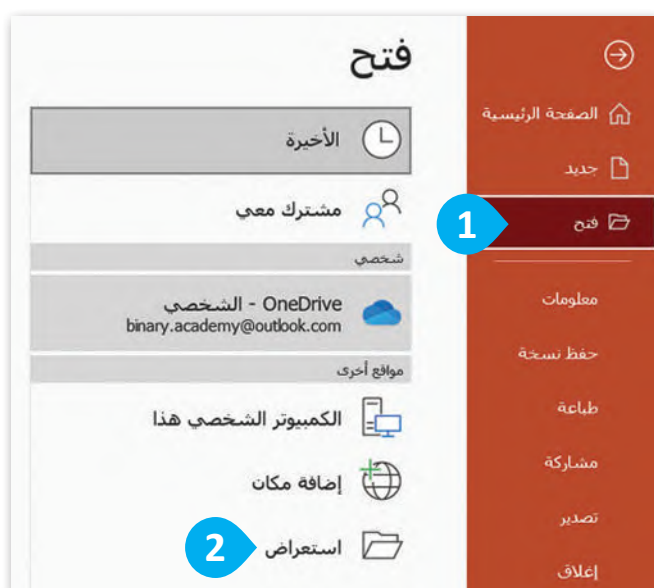 الصفحة الرئيسية
جديد
1
فتح
معلومات
حفظ نسخة
طباعة
مشاركة
تصدير
إغلاق
فتح
الأخيرة
مشترك معي
شخصي
OneDrive - الشخصي
binary.academy@outlook.com
مواقع أخرى
الكمبيوتر الشخصي هذا
إضافة مكان
استعراض
2